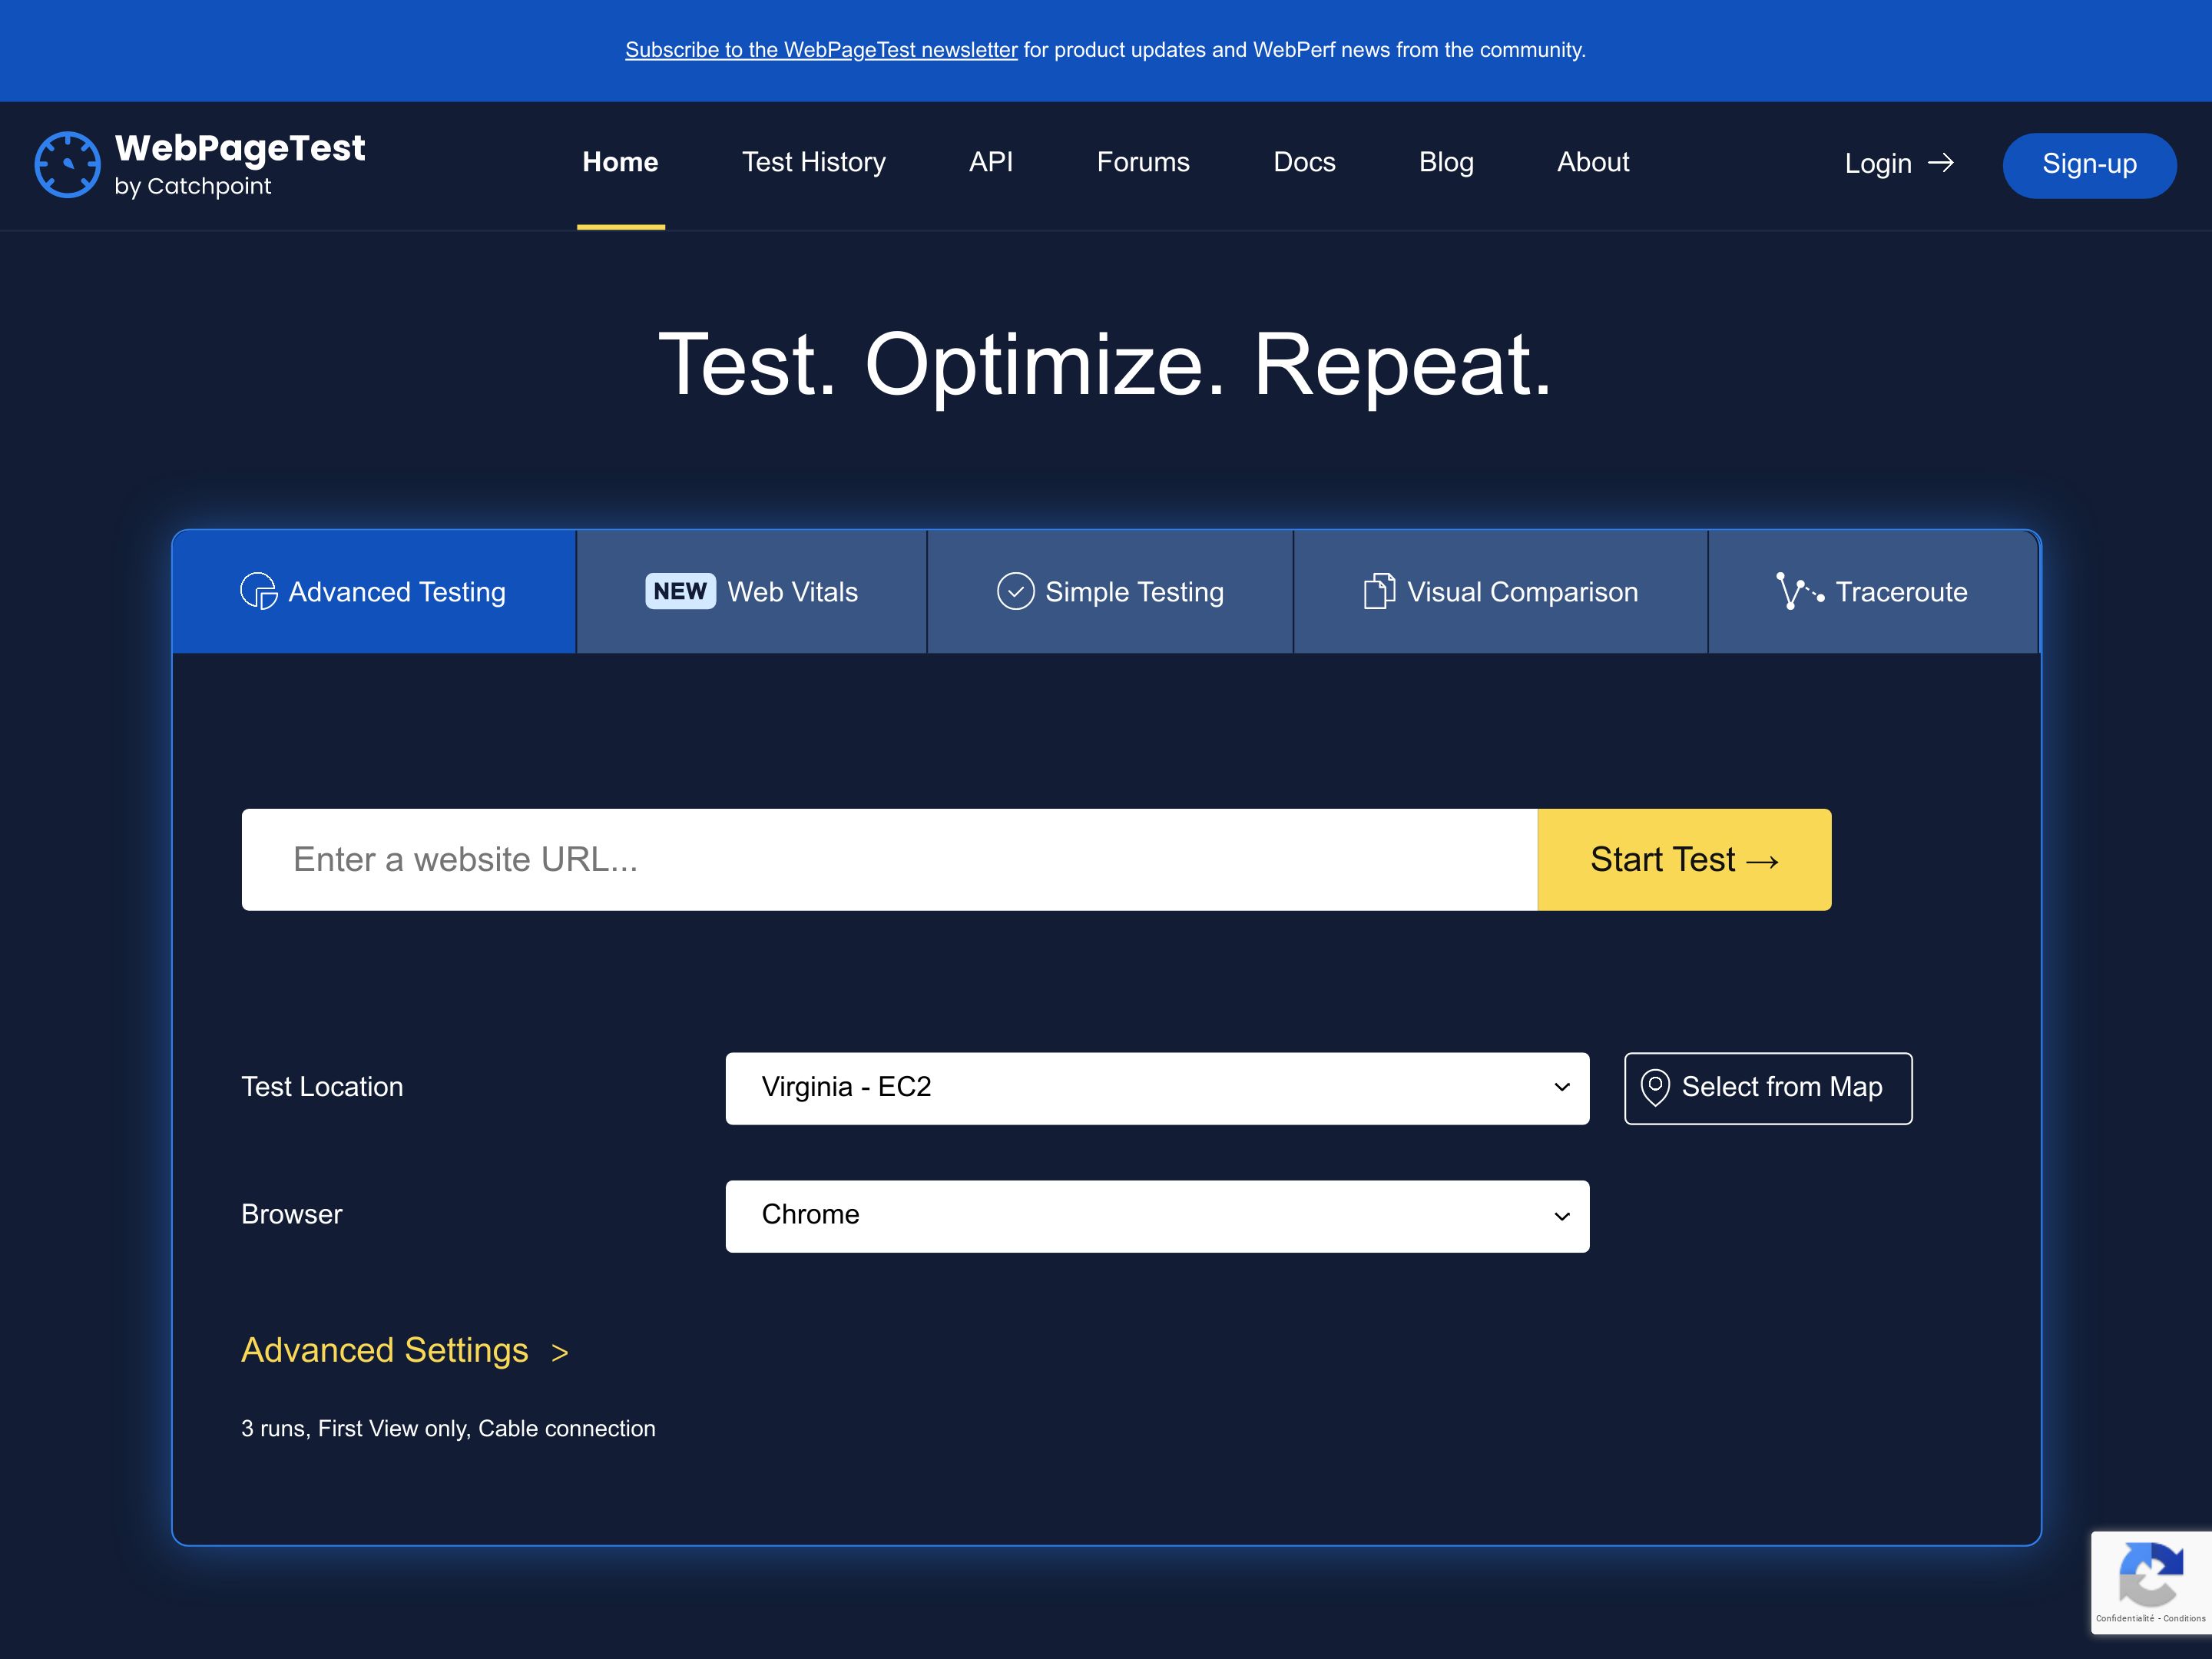 Subscribe to the WebPageTest newsletter for product updates and WebPerf news from the community.
WebPageTest
by Catchpoint
Home
Test History
API
Forums
Docs
Blog
About
Login →
Sign-up
Test. Optimize. Repeat.
Advanced Testing
NEW Web Vitals
Simple Testing
Visual Comparison
Traceroute
Enter a website URL...
Start Test →
Test Location
Virginia - EC2
Select from Map
Browser
Chrome
Advanced Settings >
3 runs, First View only, Cable connection
Confidentialité - Conditions